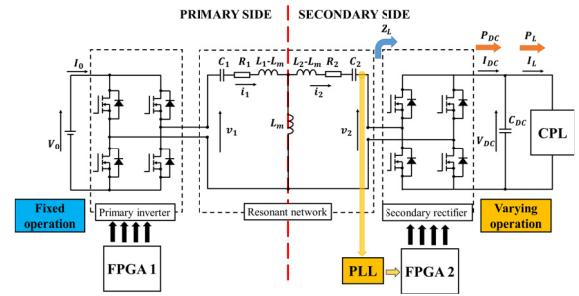 PRIMARY SIDE
SECONDARY SIDE
Z_L
P_DC
P_L
I_0
C_1 R_1 L_1-L_m
L_2-L_m R_2 C_2
I_DC
I_L
i_1
i_2
L_m
V_0
v_1
v_2
V_DC
C_DC
CPL
Fixed
operation
Primary inverter
Resonant network
Secondary rectifier
Varying
operation
FPGA 1
PLL
FPGA 2